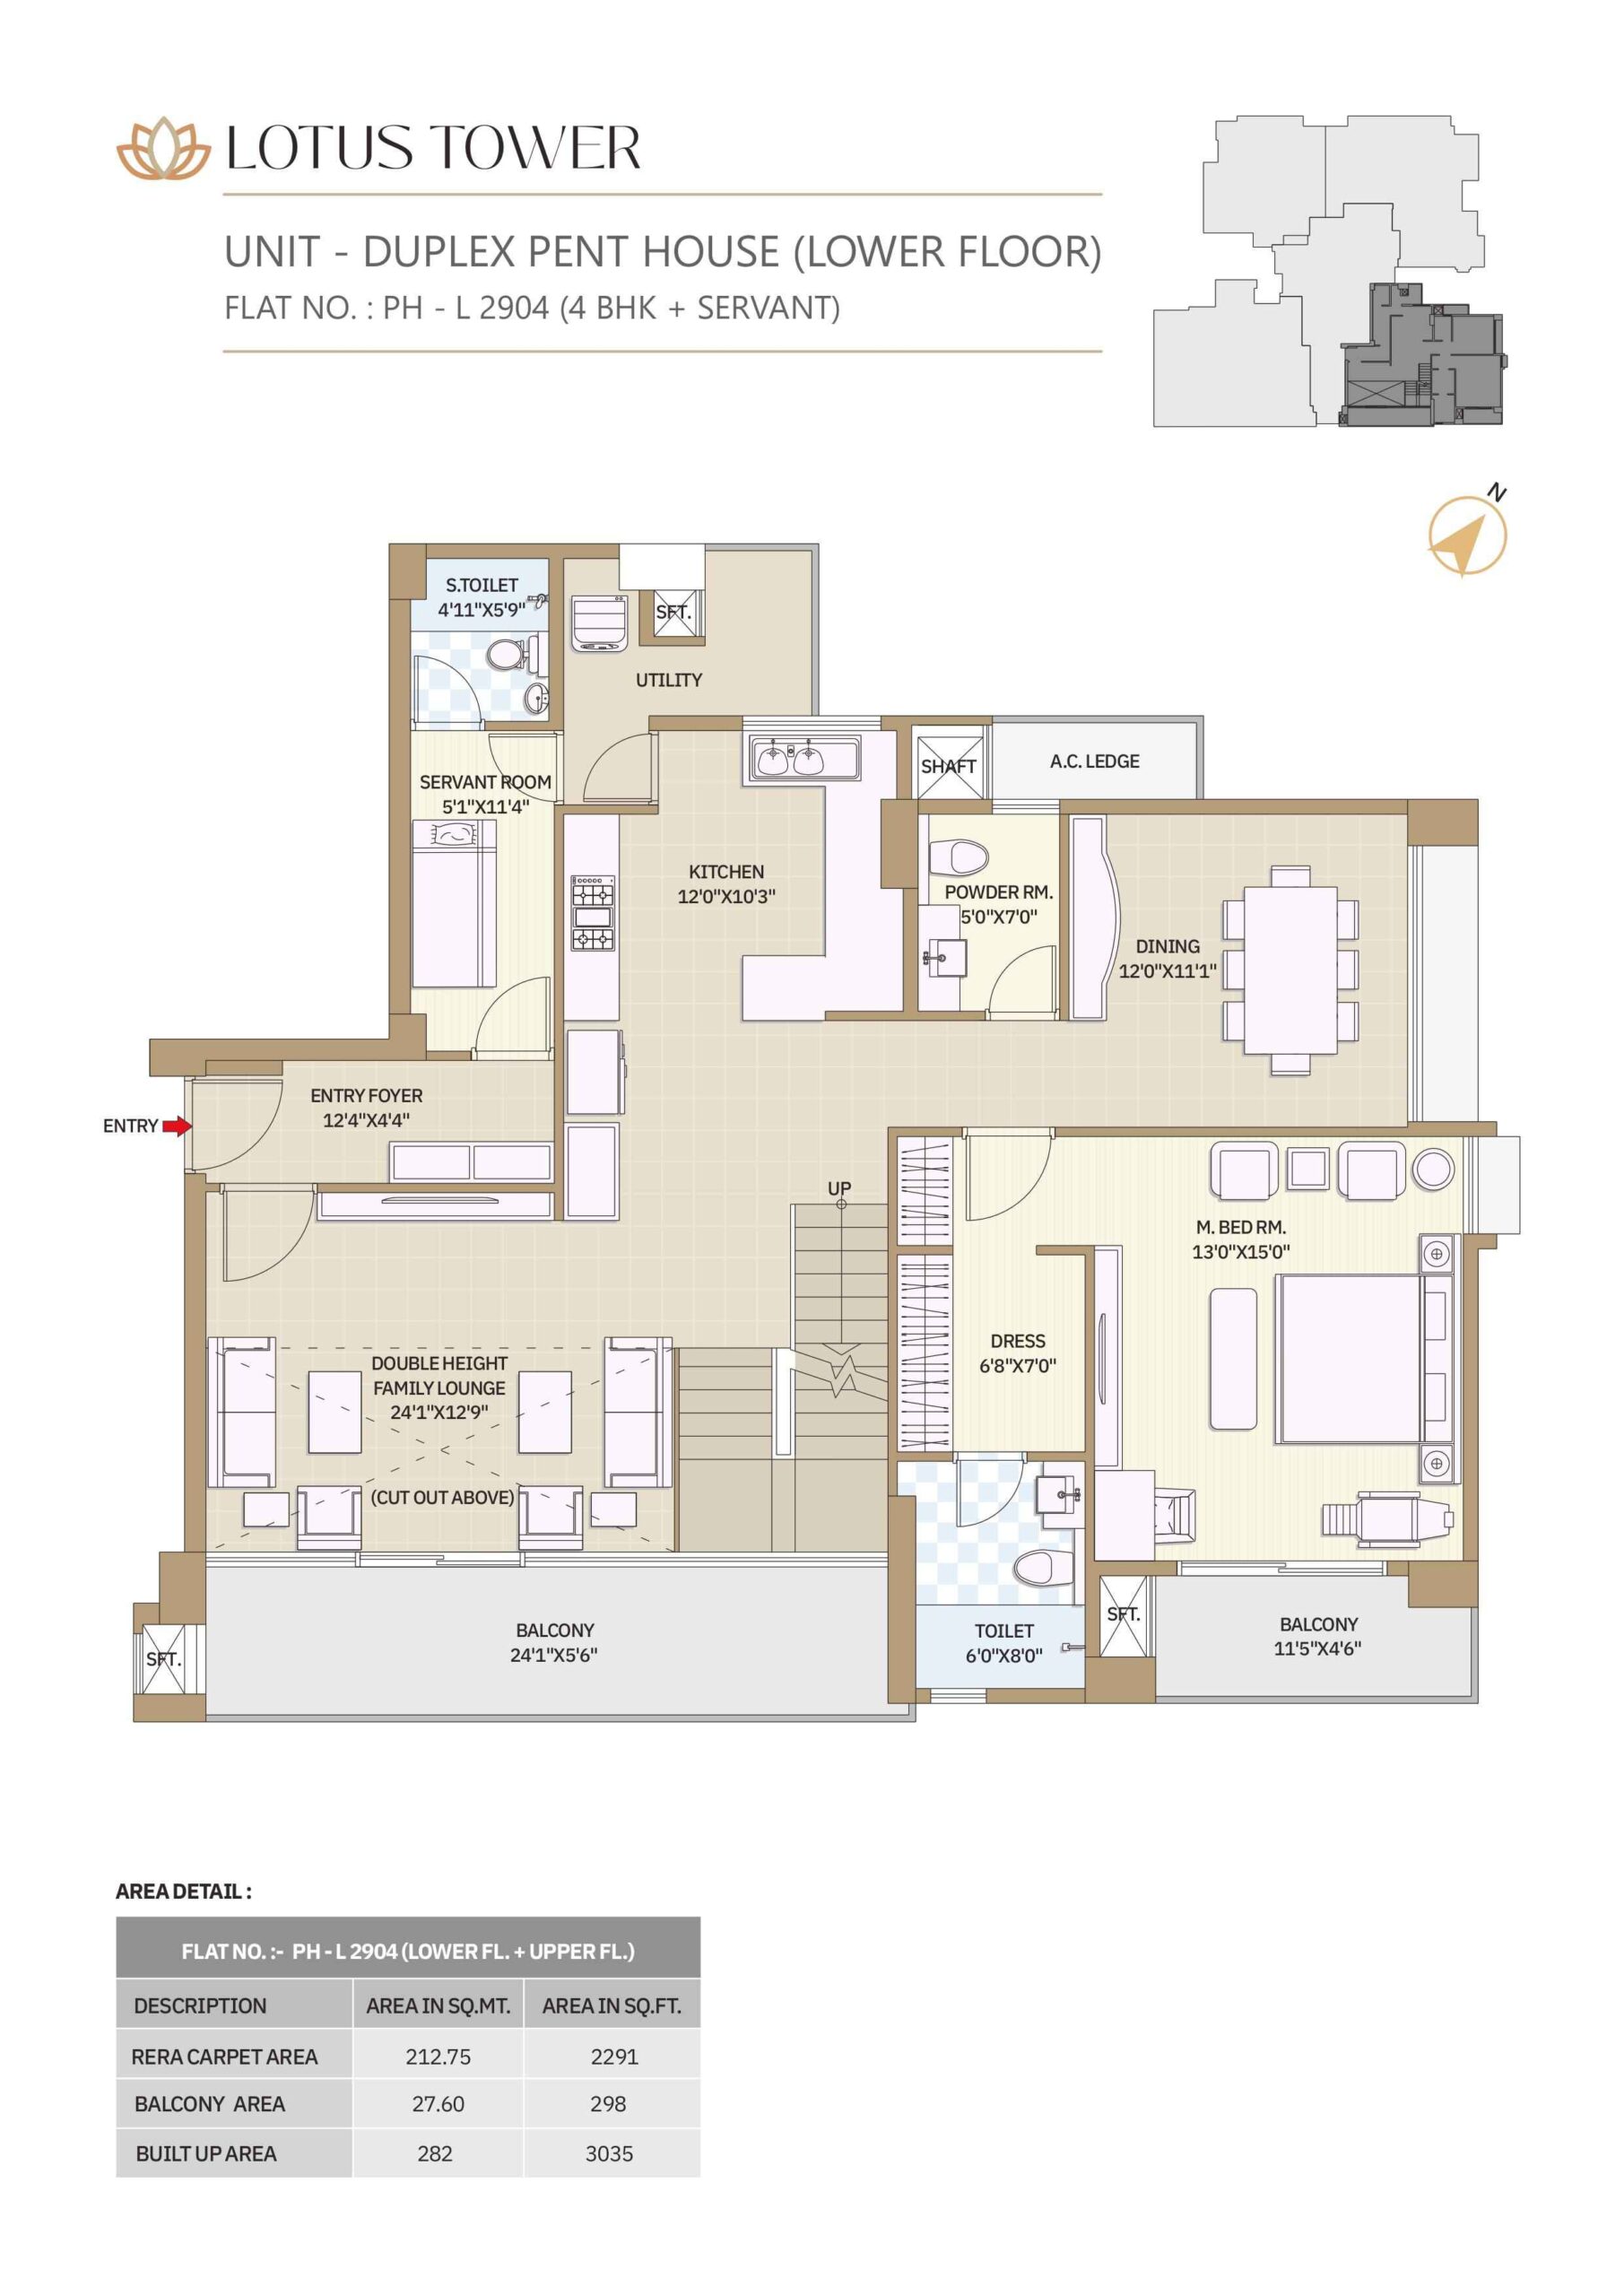 LOTUS TOWER
UNIT - DUPLEX PENT HOUSE (LOWER FLOOR)
FLAT NO. : PH - L 2904 (4 BHK + SERVANT)
N
S.TOILET
4'11"X5'9"
SFT.
UTILITY
SERVANT ROOM
5'1"X11'4"
KITCHEN
12'0"X10'3"
SHAFT
A.C. LEDGE
POWDER RM.
5'0"X7'0"
DINING
12'0"X11'1"
ENTRY
ENTRY FOYER
12'4"X4'4"
UP
M. BED RM.
13'0"X15'0"
DRESS
6'8"X7'0"
DOUBLE HEIGHT
FAMILY LOUNGE
24'1"X12'9"
(CUT OUT ABOVE)
SFT.
BALCONY
24'1"X5'6"
TOILET
6'0"X8'0"
SFT.
BALCONY
11'5"X4'6"
AREA DETAIL :
FLAT NO. :- PH - L 2904 (LOWER FL. + UPPER FL.)
DESCRIPTION AREA IN SQ.MT. AREA IN SQ.FT.
RERA CARPET AREA 212.75 2291
BALCONY AREA 27.60 298
BUILT UP AREA 282 3035